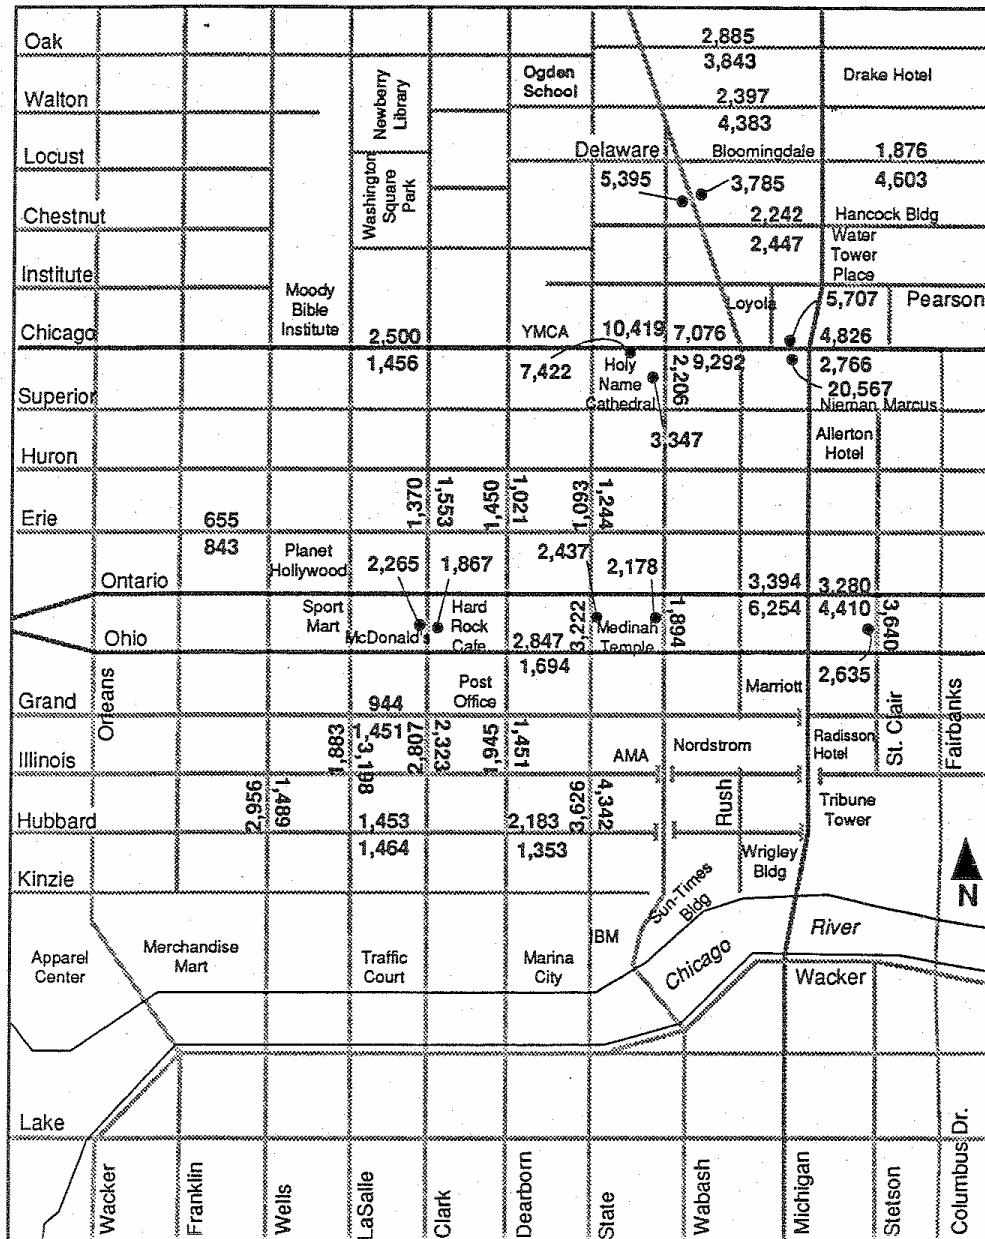 Oak
2,885
3,843
Ogden
School
Drake Hotel
Walton
Newberry
Library
2,397
4,383
Locust
Delaware
Bloomingdale
1,876
Washington
Square
Park
5,395
3,785
4,603
Chestnut
2,242
Hancock Bldg
2,447
Water
Tower
Place
Institute
Moody
Bible
Institute
Loyola
5,707
Pearson
Chicago
2,500
YMCA
10,419
7,076
4,826
1,456
7,422
Holy
Name
Cathedral
2,206
9,292
2,766
20,567
Nieman Marcus
Superior
3,347
Allerton
Hotel
Huron
1,370
1,553
1,450
1,021
1,093
1,244
Erie
655
843
Planet
Hollywood
2,265
1,867
2,437
2,178
Ontario
3,394
3,280
Sport
Mart
Hard
Rock
Cafe
3,222
Medinah
Temple
1,894
6,254
4,410
3,640
Ohio
McDonald's
2,847
1,694
2,635
Orleans
Post
Office
Marriott
St. Clair
Fairbanks
Grand
944
1,451
1,883
3,198
2,807
2,323
1,945
1,451
Nordstrom
Radisson
Hotel
Illinois
AMA
2,956
1,489
3,626
4,342
Rush
Tribune
Tower
Hubbard
1,453
1,464
2,183
1,353
Wrigley
Bldg
Kinzie
Sun-Times
Bldg
N
Apparel
Center
Merchandise
Mart
Traffic
Court
Marina
City
IBM
Chicago
River
Wacker
Lake
Wacker
Franklin
Wells
LaSalle
Clark
Dearborn
State
Wabash
Michigan
Stetson
Columbus Dr.